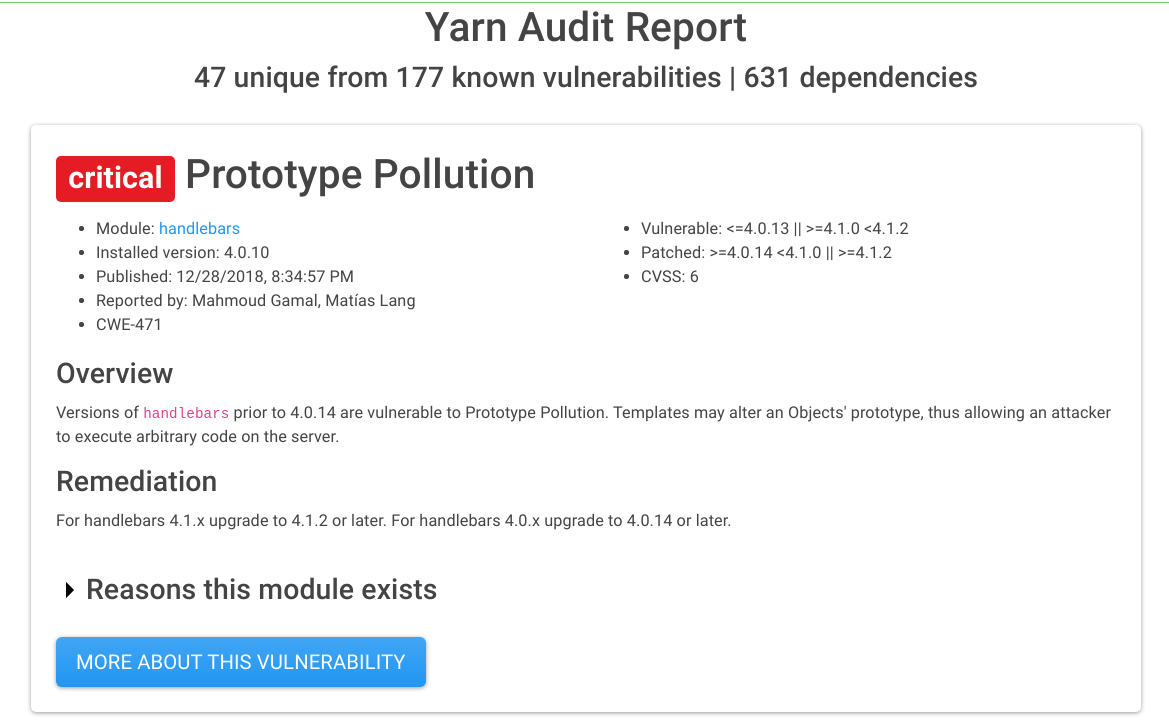 Yarn Audit Report
47 unique from 177 known vulnerabilities | 631 dependencies
critical Prototype Pollution
Module: handlebars
Installed version: 4.0.10
Published: 12/28/2018, 8:34:57 PM
Reported by: Mahmoud Gamal, Matías Lang
CWE-471
Vulnerable: <=4.0.13 || >=4.1.0 <4.1.2
Patched: >=4.0.14 <4.1.0 || >=4.1.2
CVSS: 6
Overview
Versions of handlebars prior to 4.0.14 are vulnerable to Prototype Pollution. Templates may alter an Objects' prototype, thus allowing an attacker
to execute arbitrary code on the server.
Remediation
For handlebars 4.1.x upgrade to 4.1.2 or later. For handlebars 4.0.x upgrade to 4.0.14 or later.
Reasons this module exists
MORE ABOUT THIS VULNERABILITY